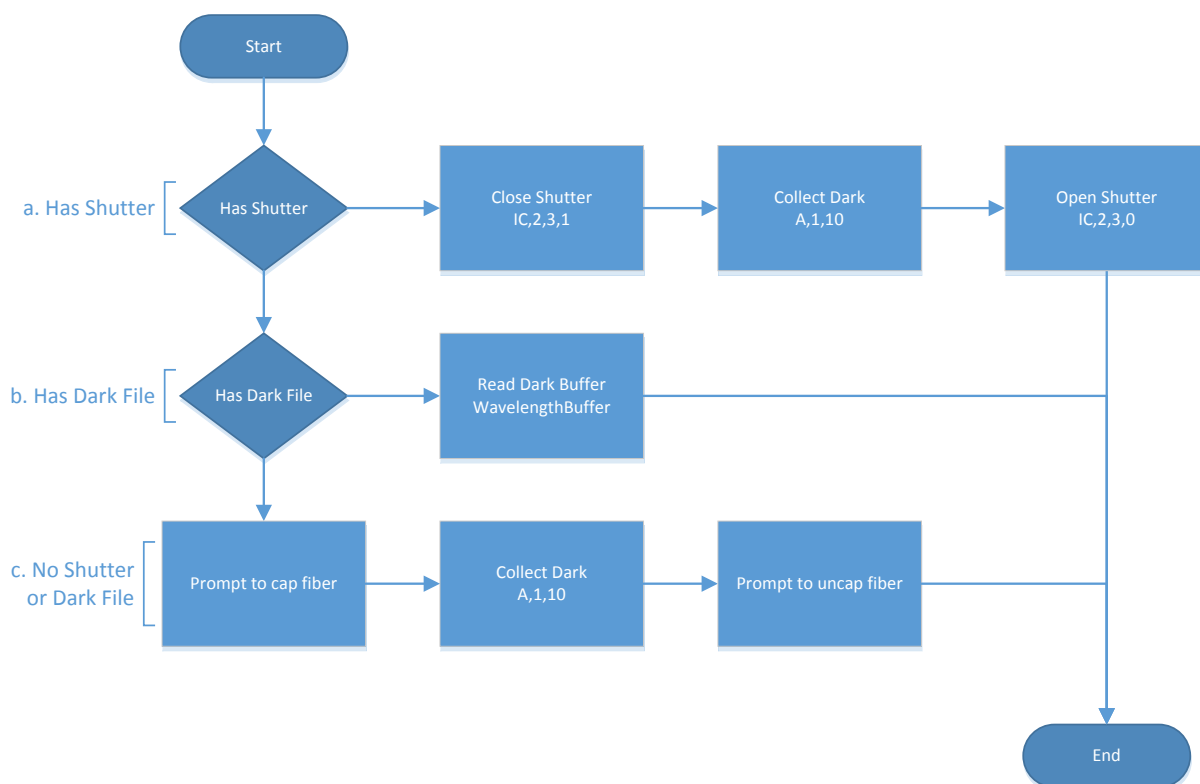 Start
a. Has Shutter
Has Shutter
Close Shutter
IC,2,3,1
Collect Dark
A,1,10
Open Shutter
IC,2,3,0
b. Has Dark File
Has Dark File
Read Dark Buffer
WavelengthBuffer
c. No Shutter
or Dark File
Prompt to cap fiber
Collect Dark
A,1,10
Prompt to uncap fiber
End